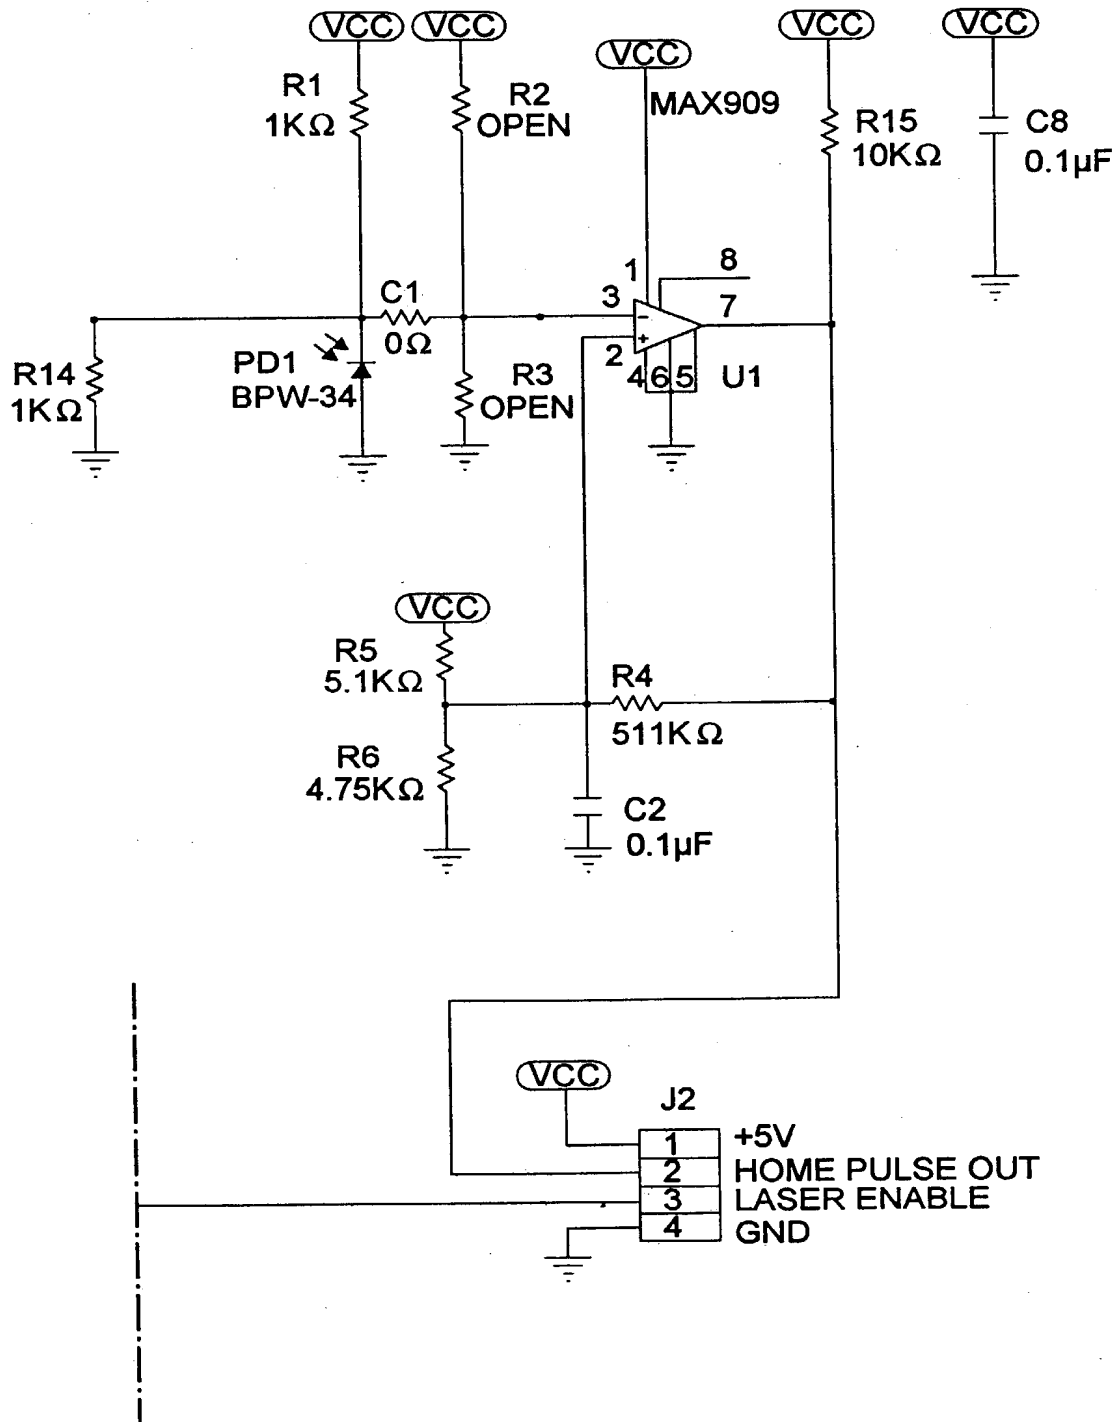 VCC
VCC
VCC
VCC
VCC
R1
1KΩ
R2
OPEN
MAX909
R15
10KΩ
C8
0.1µF
1
8
C1
0Ω
3
7
-
+
2
4
6
5
U1
R14
1KΩ
PD1
BPW-34
R3
OPEN
VCC
R5
5.1KΩ
R4
511KΩ
R6
4.75KΩ
C2
0.1µF
VCC
J2
1 +5V
2 HOME PULSE OUT
3 LASER ENABLE
4 GND